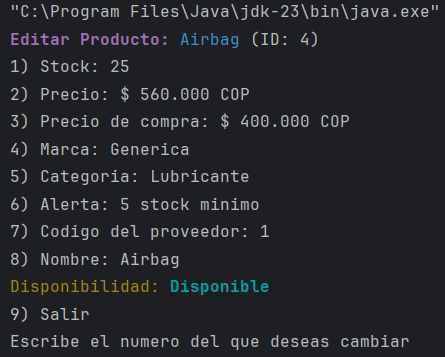 "C:\Program Files\Java\jdk-23\bin\java.exe"
Editar Producto: Airbag (ID: 4)
1) Stock: 25
2) Precio: $ 560.000 COP
3) Precio de compra: $ 400.000 COP
4) Marca: Generica
5) Categoria: Lubricante
6) Alerta: 5 stock minimo
7) Codigo del proveedor: 1
8) Nombre: Airbag
Disponibilidad: Disponible
9) Salir
Escribe el numero del que deseas cambiar